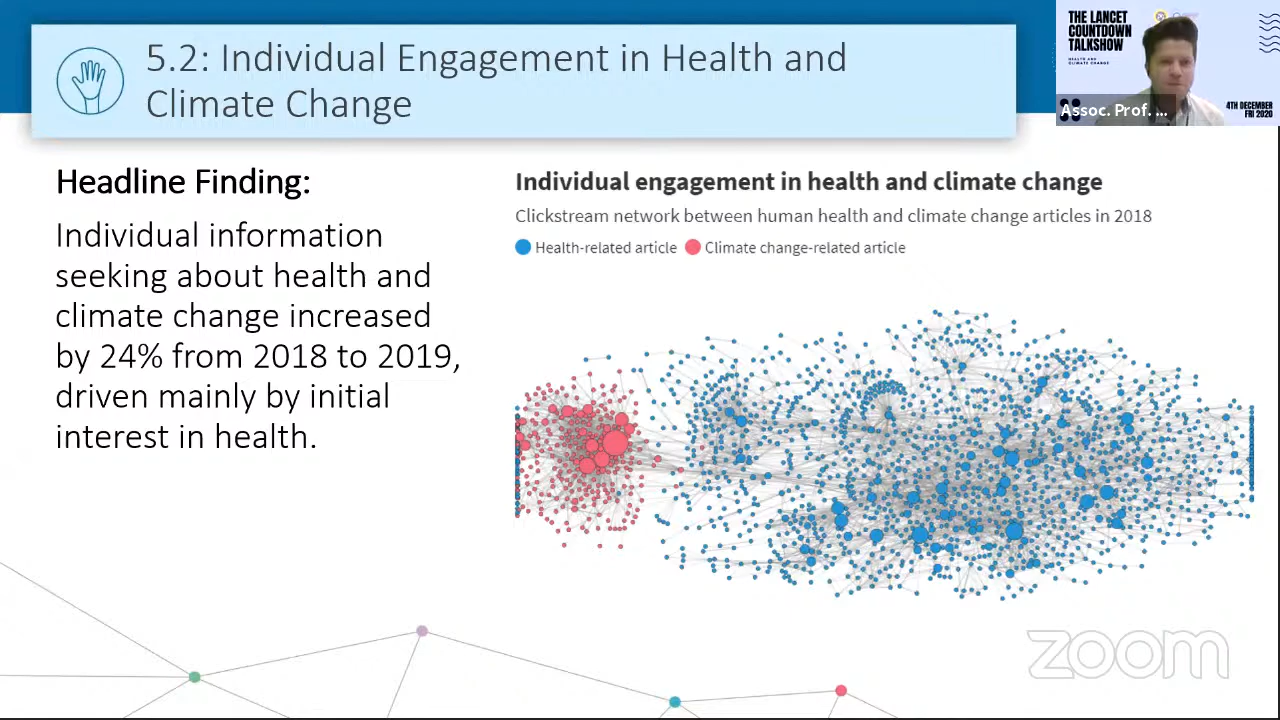 5.2: Individual Engagement in Health and
Climate Change
THE LANCET
COUNTDOWN
TALKSHOW
HEALTH AND
CLIMATE CHANGE
Assoc. Prof. ...
4TH DECEMBER
FRI 2020
Headline Finding:
Individual information
seeking about health and
climate change increased
by 24% from 2018 to 2019,
driven mainly by initial
interest in health.
Individual engagement in health and climate change
Clickstream network between human health and climate change articles in 2018
Health-related article Climate change-related article
zoom